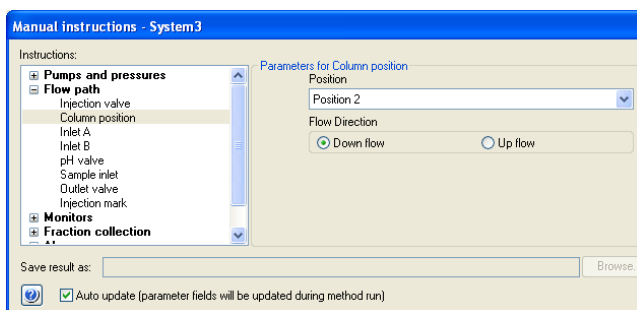 Manual instructions - System3
Instructions:
Pumps and pressures
Flow path
Injection valve
Column position
Inlet A
Inlet B
pH valve
Sample inlet
Outlet valve
Injection mark
Monitors
Fraction collection
Parameters for Column position
Position
Position 2
Flow Direction
Down flow
Up flow
Save result as:
Browse.
Auto update (parameter fields will be updated during method run)